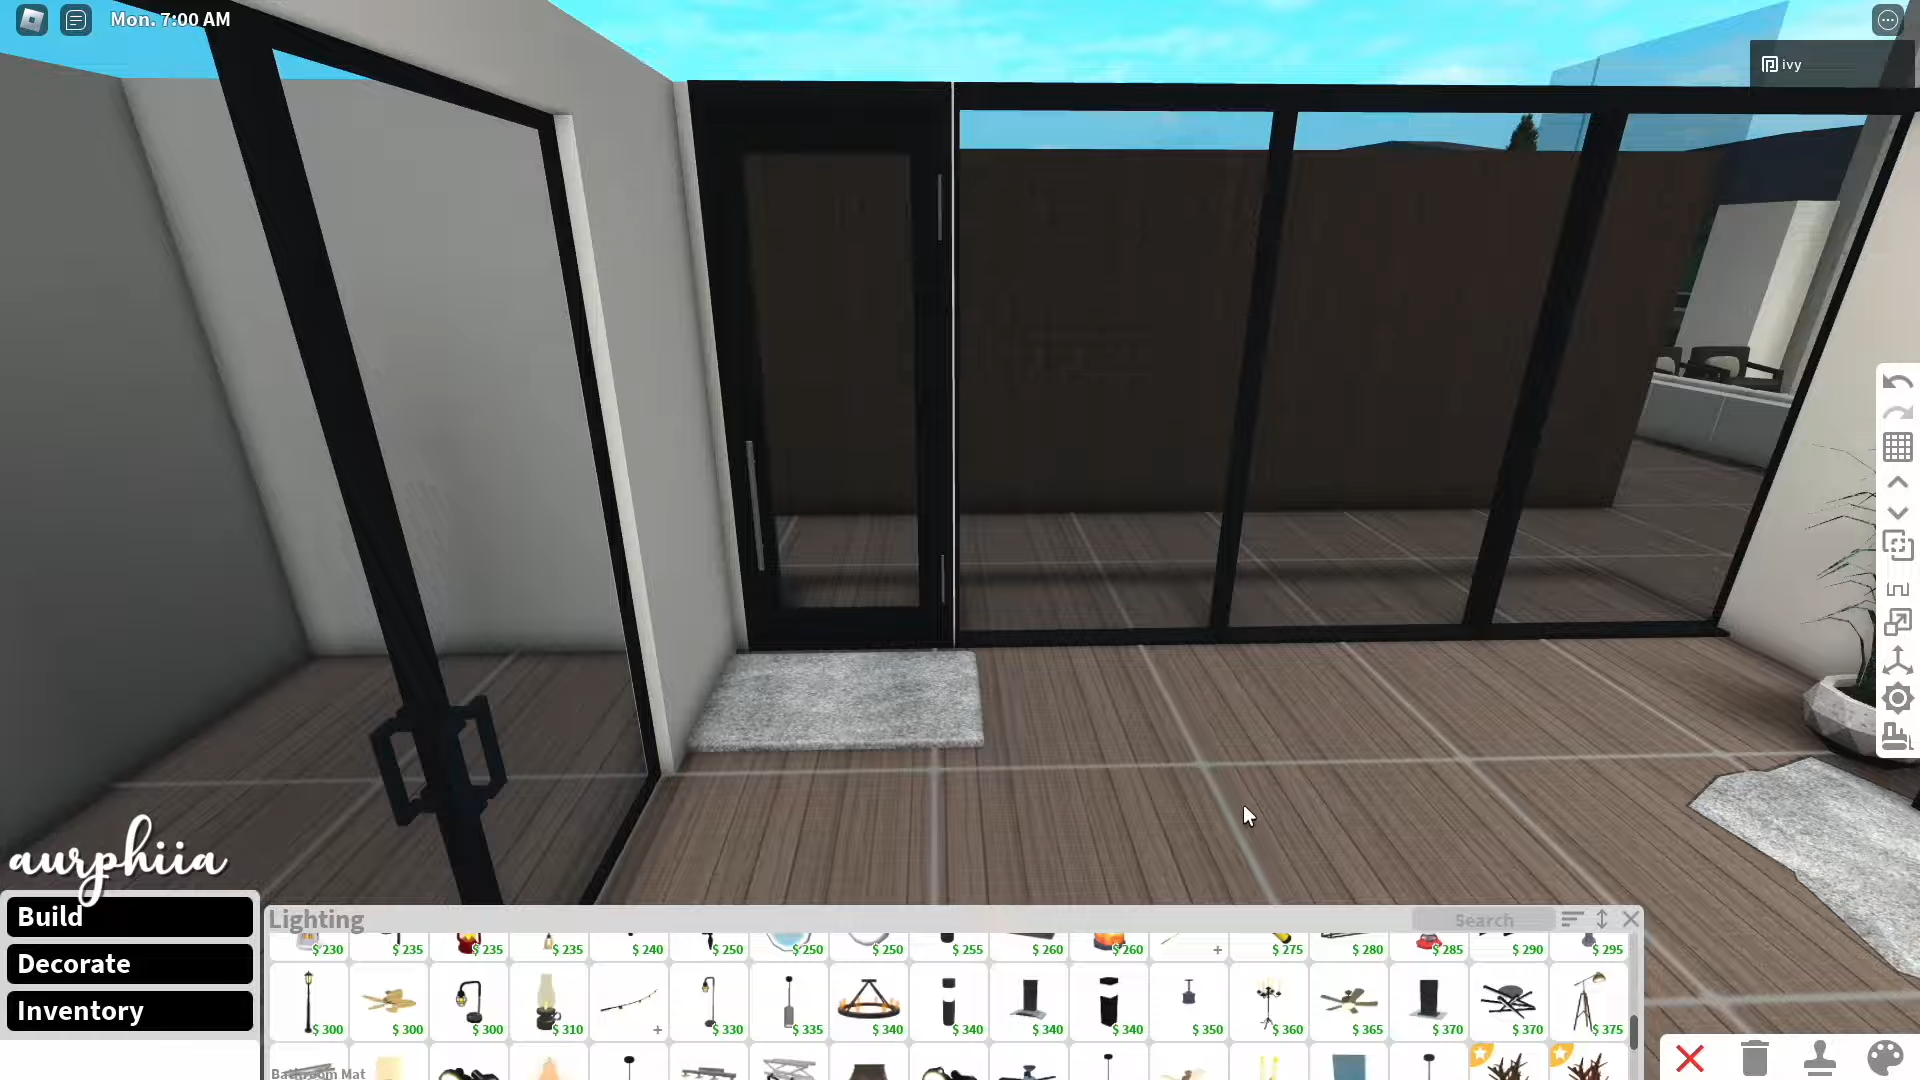 Mon. 7:00 AM
ivy
aurphiia
Build
Decorate
Inventory
Lighting
Search
$ 230 $ 235 $ 235 $ 235 $ 240 $ 250 $ 250 $ 250 $ 255 $ 260 $ 260 + $ 275 $ 280 $ 285 $ 290 $ 295
$ 300 $ 300 $ 300 $ 310 + $ 330 $ 335 $ 340 $ 340 $ 340 $ 340 $ 350 $ 360 $ 365 $ 370 $ 370 $ 375
Bathroom Mat